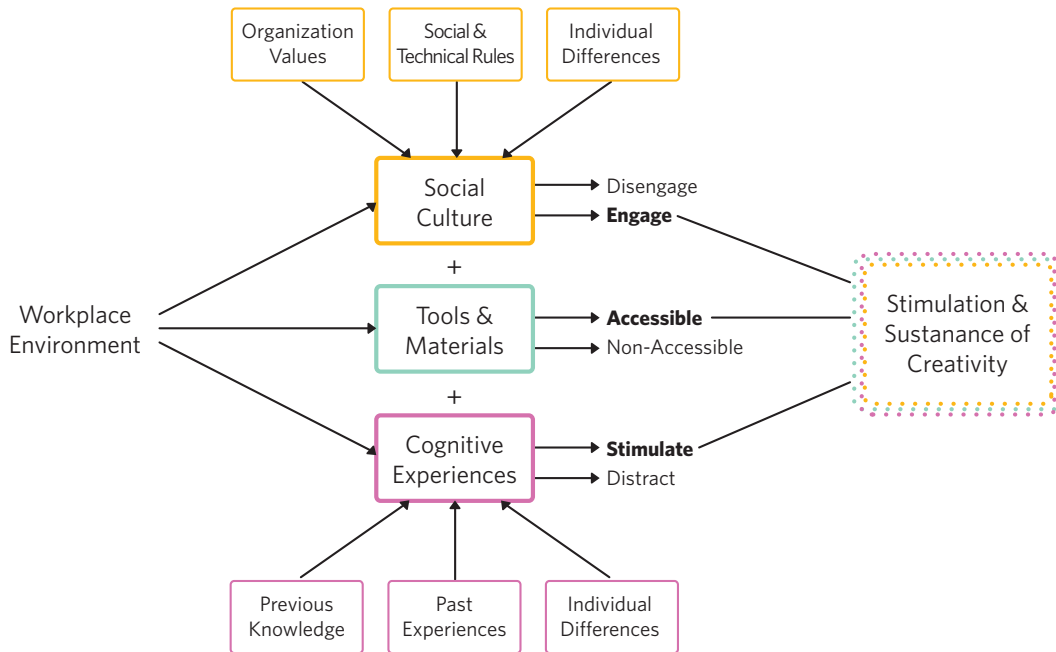 Organization
Values
Social &
Technical Rules
Individual
Differences
Social
Culture
Disengage
Engage
+
Workplace
Environment
Tools &
Materials
Accessible
Non-Accessible
Stimulation &
Sustanance of
Creativity
+
Cognitive
Experiences
Stimulate
Distract
Previous
Knowledge
Past
Experiences
Individual
Differences